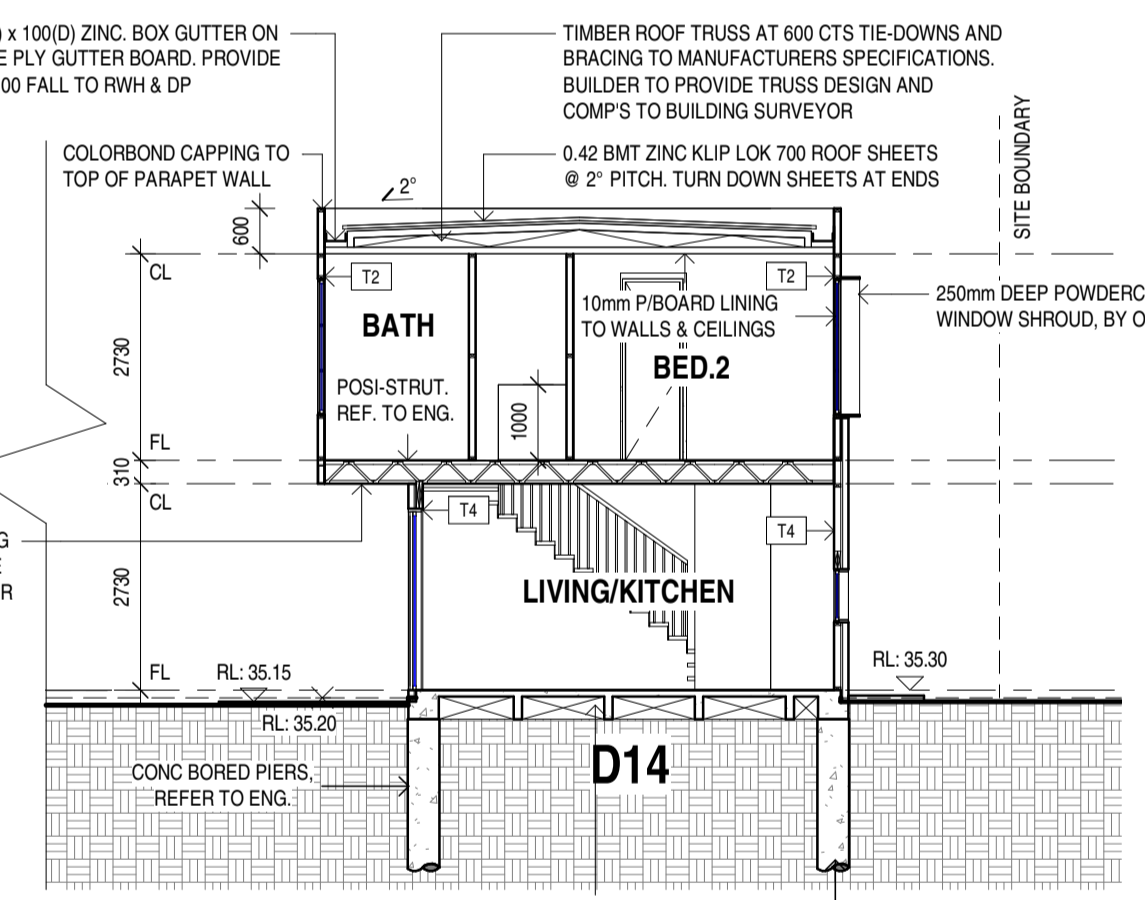 x 100(D) ZINC. BOX GUTTER ON
PLY GUTTER BOARD. PROVIDE
00 FALL TO RWH & DP
TIMBER ROOF TRUSS AT 600 CTS TIE-DOWNS AND
BRACING TO MANUFACTURERS SPECIFICATIONS.
BUILDER TO PROVIDE TRUSS DESIGN AND
COMP'S TO BUILDING SURVEYOR
COLORBOND CAPPING TO
TOP OF PARAPET WALL
0.42 BMT ZINC KLIP LOK 700 ROOF SHEETS
@ 2° PITCH. TURN DOWN SHEETS AT ENDS
SITE BOUNDARY
2°
600
CL
T2
T2
10mm P/BOARD LINING
TO WALLS & CEILINGS
250mm DEEP POWDERC
WINDOW SHROUD, BY O
BATH
BED.2
2730
POSI-STRUT.
REF. TO ENG.
1000
FL
310
CL
T4
T4
G
E
R
2730
LIVING/KITCHEN
FL
RL: 35.15
RL: 35.30
RL: 35.20
D14
CONC BORED PIERS,
REFER TO ENG.